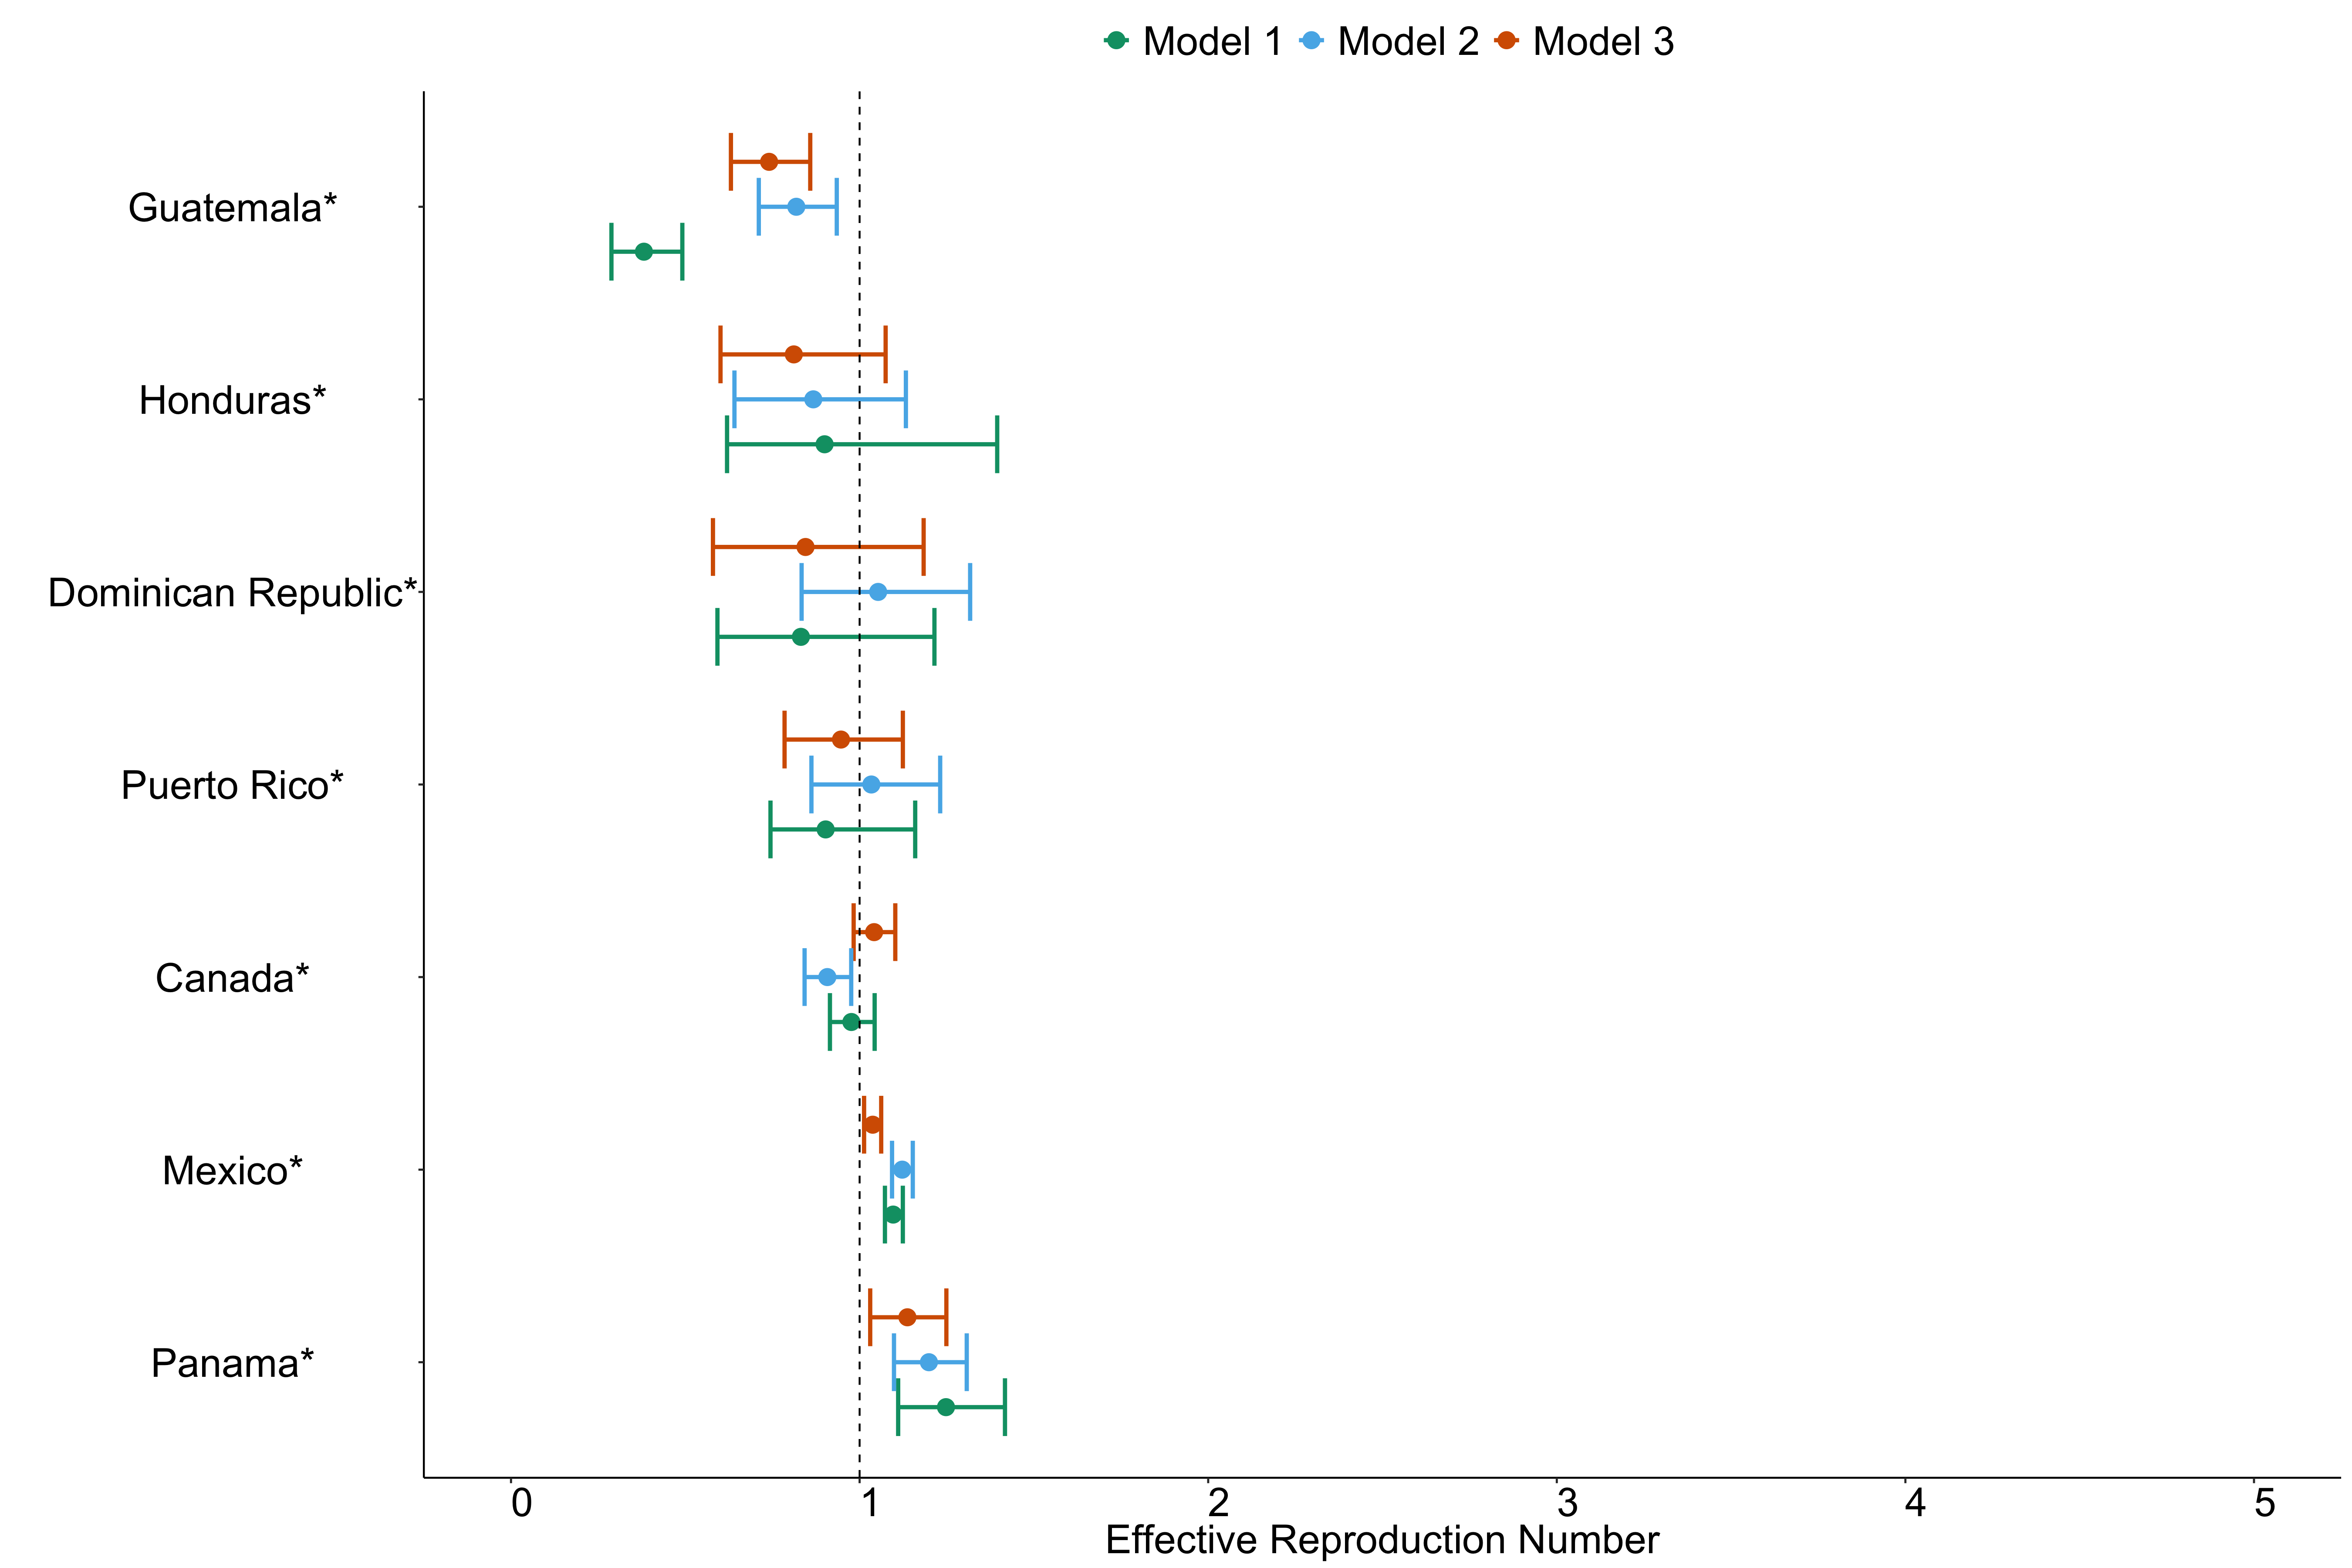 Model 1 Model 2 Model 3
Guatemala*
Honduras*
Dominican Republic*
Puerto Rico*
Canada*
Mexico*
Panama*
0 1 2 3 4 5
Effective Reproduction Number